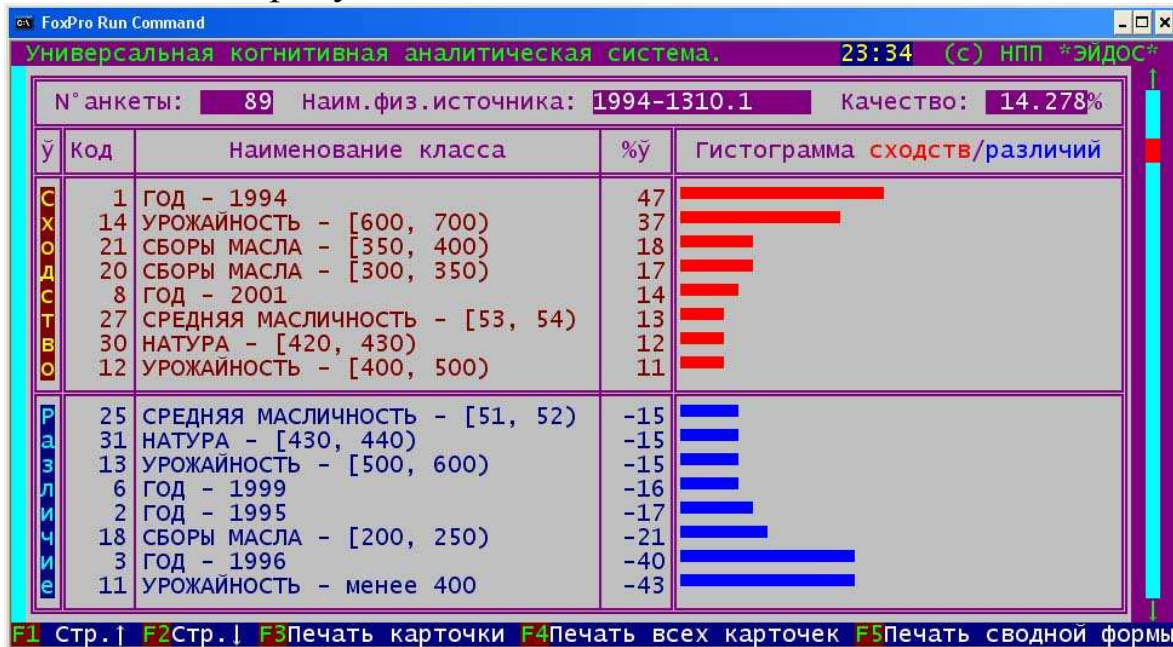 FoxPro Run Command
Универсальная когнитивная аналитическая система. 23:34 (с) НПП *ЭЙДОС*
N°анкеты: 89 Наим.физ.источника: 1994-1310.1 Качество: 14.278%
ў Код Наименование класса %ў Гистограмма сходств/различий
Сходство
1 ГОД - 1994 47
14 УРОЖАЙНОСТЬ - [600, 700) 37
21 СБОРЫ МАСЛА - [350, 400) 18
20 СБОРЫ МАСЛА - [300, 350) 17
8 ГОД - 2001 14
27 СРЕДНЯЯ МАСЛИЧНОСТЬ - [53, 54) 13
30 НАТУРА - [420, 430) 12
12 УРОЖАЙНОСТЬ - [400, 500) 11
Различие
25 СРЕДНЯЯ МАСЛИЧНОСТЬ - [51, 52) -15
31 НАТУРА - [430, 440) -15
13 УРОЖАЙНОСТЬ - [500, 600) -15
6 ГОД - 1999 -16
2 ГОД - 1995 -17
18 СБОРЫ МАСЛА - [200, 250) -21
3 ГОД - 1996 -40
11 УРОЖАЙНОСТЬ - менее 400 -43
F1 Стр.↑ F2Стр.↓ F3Печать карточки F4Печать всех карточек F5Печать сводной формы